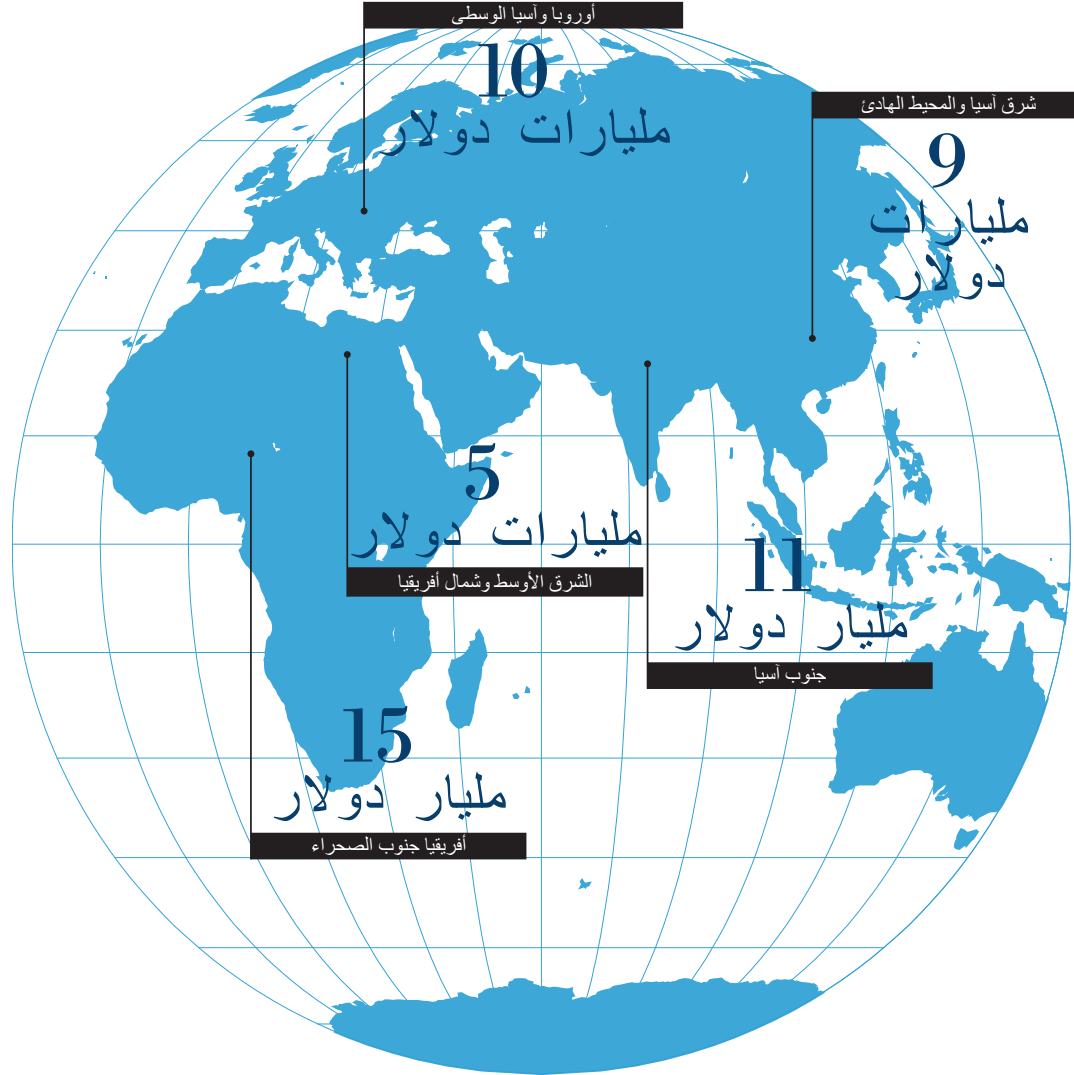 أوروبا وآسيا الوسطى
10
مليارات دولار
شرق آسيا والمحيط الهادئ
9
مليارات
دولار
5
مليارات دولار
الشرق الأوسط وشمال أفريقيا
11
مليار دولار
جنوب آسيا
15
مليار دولار
أفريقيا جنوب الصحراء